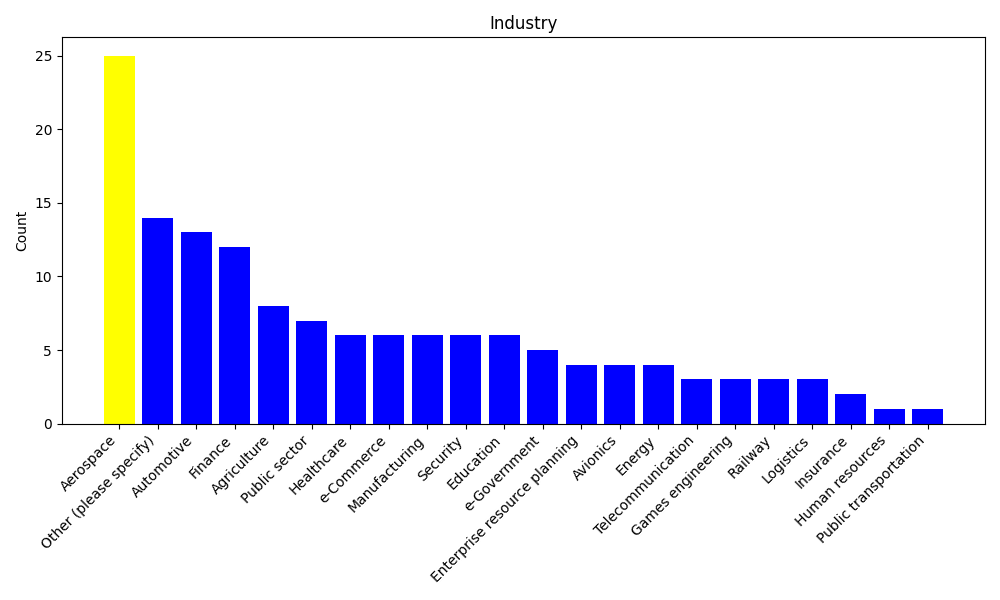 Industry
Count
25
20
15
10
5
0
Aerospace
Other (please specify)
Automotive
Finance
Agriculture
Public sector
Healthcare
e-Commerce
Manufacturing
Security
Education
e-Government
Enterprise resource planning
Avionics
Energy
Telecommunication
Games engineering
Railway
Logistics
Insurance
Human resources
Public transportation